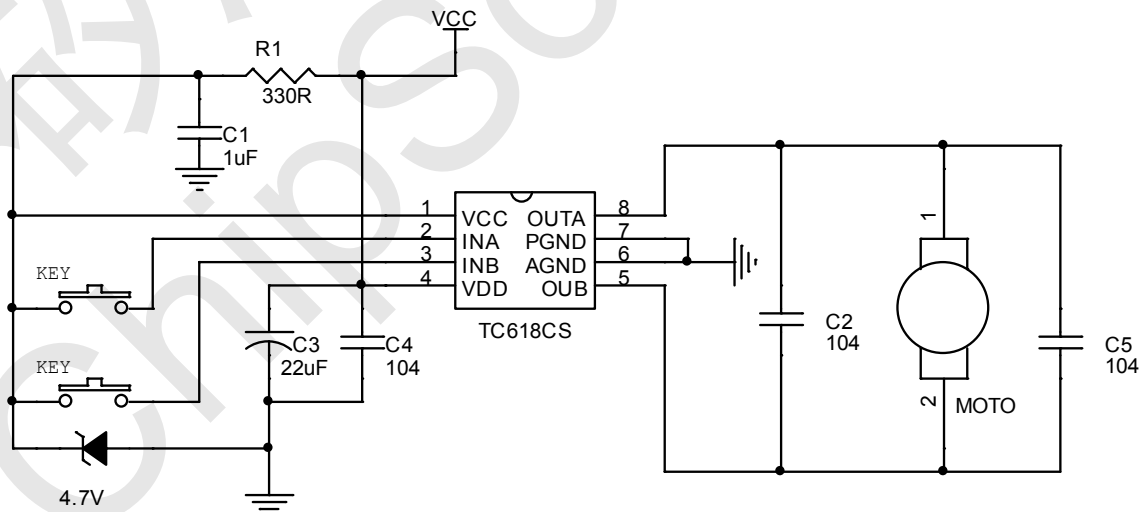 VCC
R1
330R
C1
1uF
1 VCC OUTA 8
2 INA PGND 7
3 INB AGND 6
4 VDD OUB 5
TC618CS
KEY
KEY
C3
22uF
C4
104
4.7V
C2
104
1
2
MOTO
C5
104
ChipS